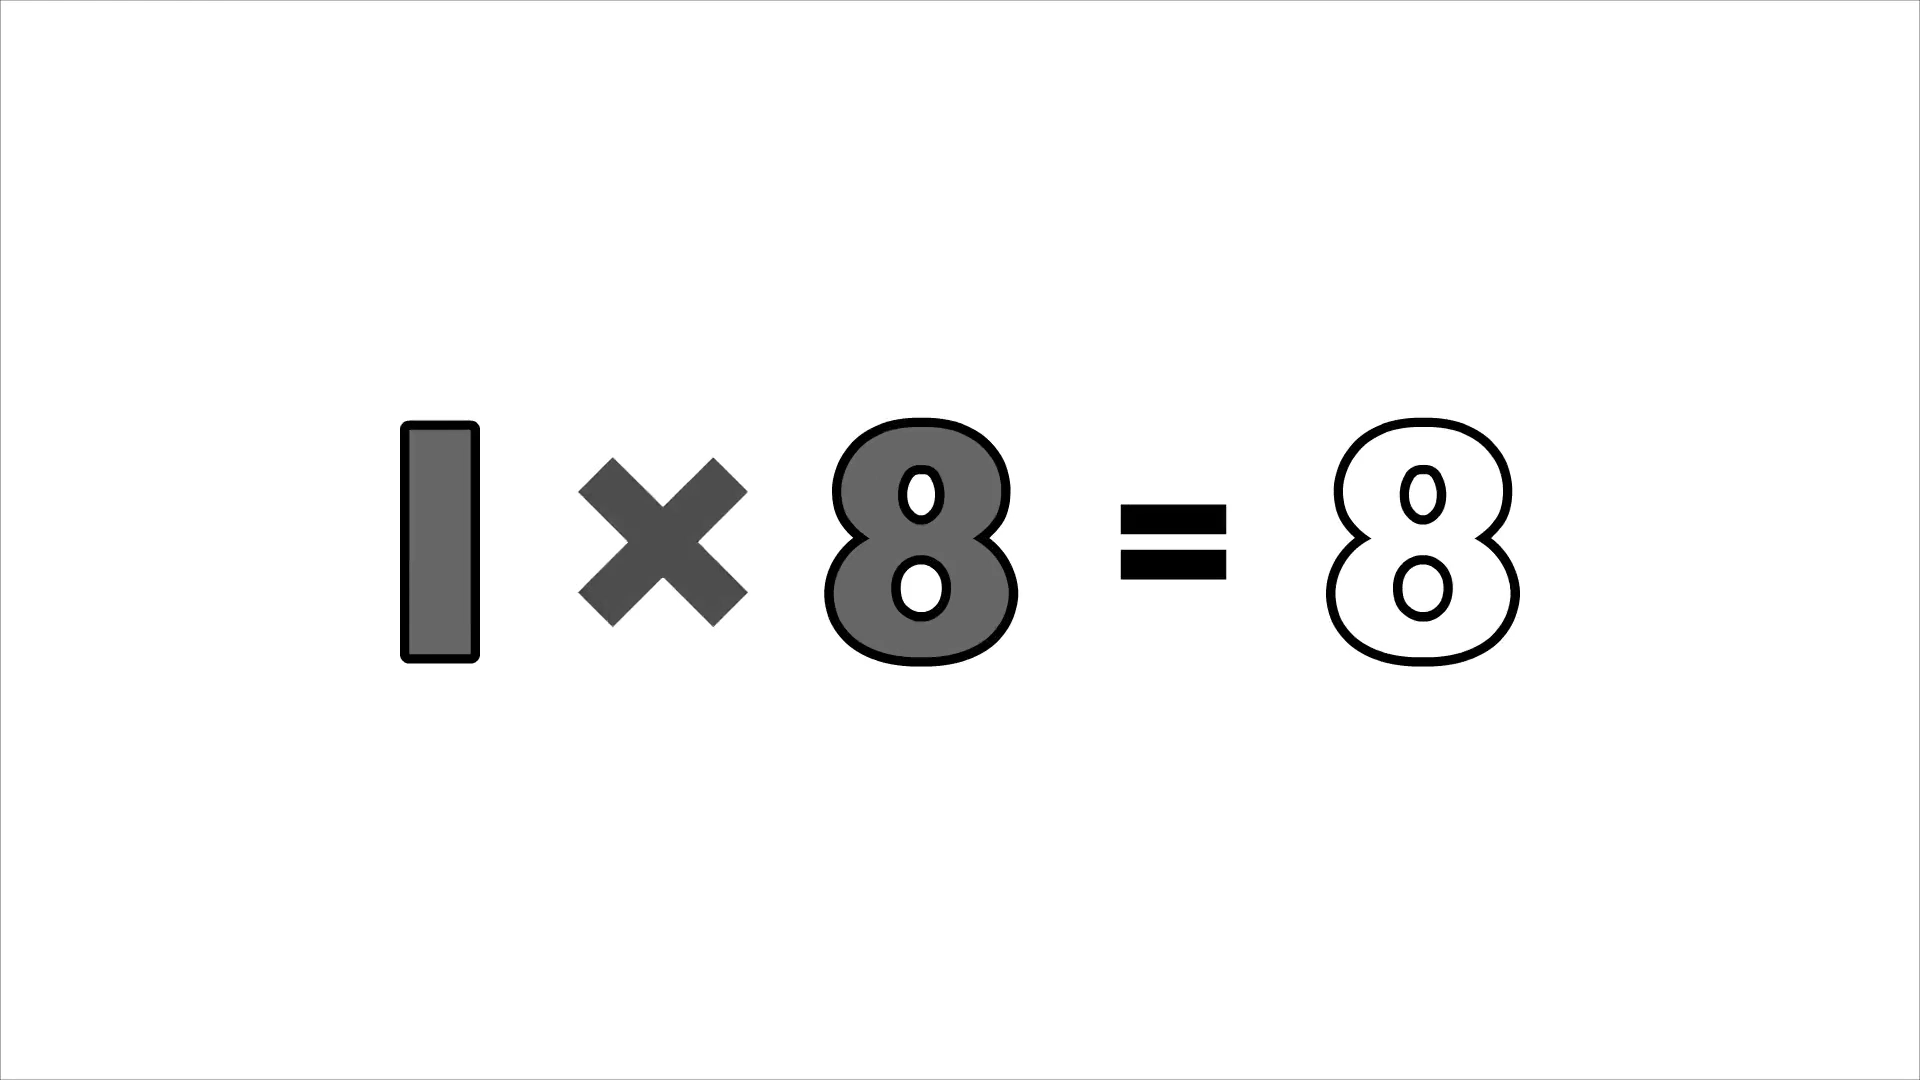 1 × 8 = 8